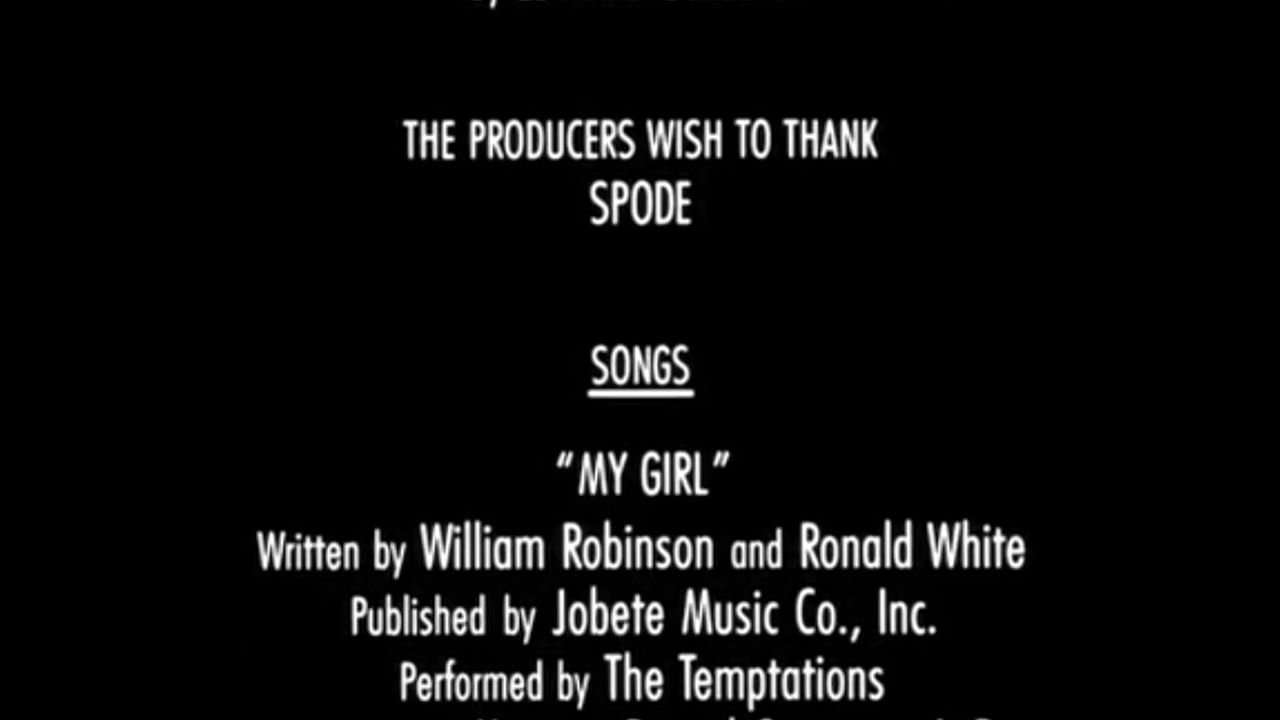 THE PRODUCERS WISH TO THANK
SPODE
SONGS
"MY GIRL"
Written by William Robinson and Ronald White
Published by Jobete Music Co., Inc.
Performed by The Temptations